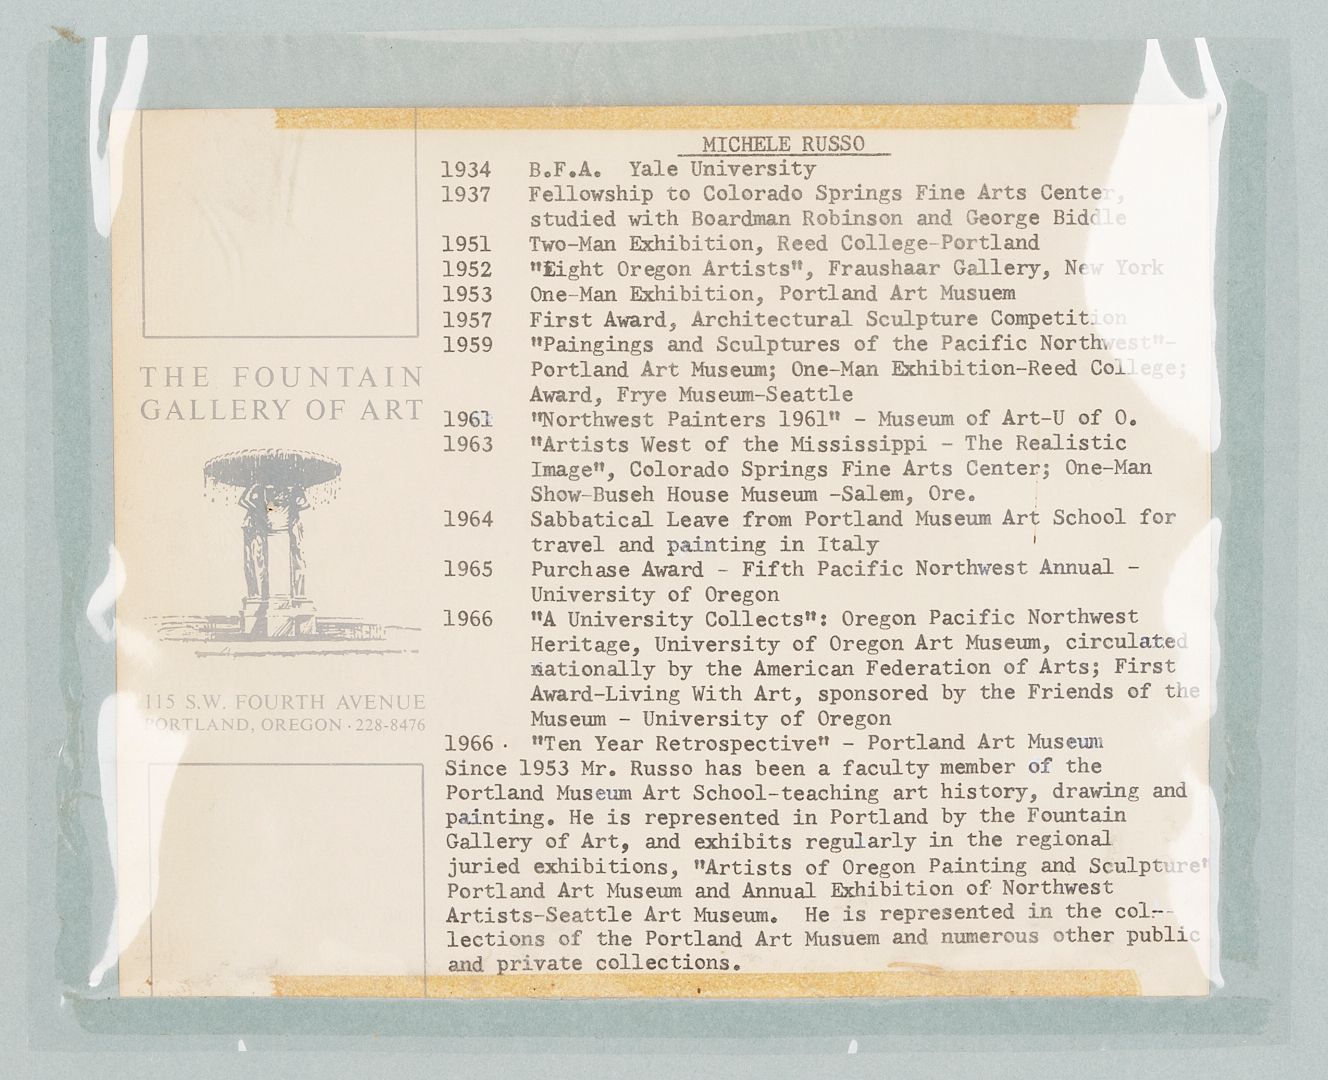 MICHELE RUSSO
1934 B.F.A. Yale University
1937 Fellowship to Colorado Springs Fine Arts Center,
studied with Boardman Robinson and George Biddle
1951 Two-Man Exhibition, Reed College-Portland
1952 "Eight Oregon Artists", Fraushaar Gallery, New York
1953 One-Man Exhibition, Portland Art Musuem
1957 First Award, Architectural Sculpture Competition
1959 "Paingings and Sculptures of the Pacific Northwest"-
Portland Art Museum; One-Man Exhibition-Reed College;
Award, Frye Museum-Seattle
1961 "Northwest Painters 1961" - Museum of Art-U of O.
1963 "Artists West of the Mississippi - The Realistic
Image", Colorado Springs Fine Arts Center; One-Man
Show-Buseh House Museum -Salem, Ore.
1964 Sabbatical Leave from Portland Museum Art School for
travel and painting in Italy
1965 Purchase Award - Fifth Pacific Northwest Annual -
University of Oregon
1966 "A University Collects": Oregon Pacific Northwest
Heritage, University of Oregon Art Museum, circulated
nationally by the American Federation of Arts; First
Award-Living With Art, sponsored by the Friends of the
Museum - University of Oregon
1966 . "Ten Year Retrospective" - Portland Art Museum
Since 1953 Mr. Russo has been a faculty member of the
Portland Museum Art School-teaching art history, drawing and
painting. He is represented in Portland by the Fountain
Gallery of Art, and exhibits regularly in the regional
juried exhibitions, "Artists of Oregon Painting and Sculpture"
Portland Art Museum and Annual Exhibition of Northwest
Artists-Seattle Art Museum. He is represented in the col--
lections of the Portland Art Musuem and numerous other public
and private collections.
THE FOUNTAIN
GALLERY OF ART
115 S.W. FOURTH AVENUE
PORTLAND, OREGON · 228-8476